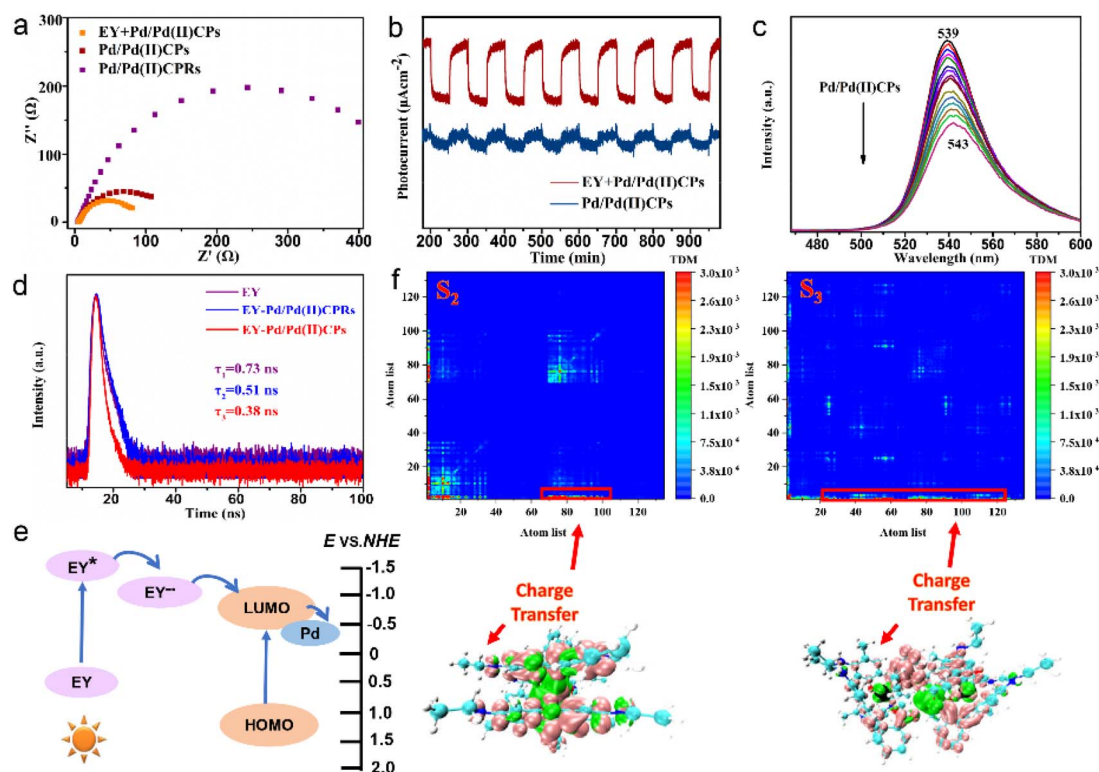 a
EY+Pd/Pd(II)CPs
Pd/Pd(II)CPs
Pd/Pd(II)CPRs
300
200
100
0
Z'' (Ω)
0 100 200 300 400
Z' (Ω)
b
Photocurrent (μAcm-2)
EY+Pd/Pd(II)CPs
Pd/Pd(II)CPs
200 300 400 500 600 700 800 900
Time (min)
c
539
Pd/Pd(II)CPs
543
Intensity (a.u.)
480 500 520 540 560 580 600
Wavelength (nm)
d
EY
EY-Pd/Pd(II)CPRs
EY-Pd/Pd(II)CPs
τ1=0.73 ns
τ2=0.51 ns
τ3=0.38 ns
Intensity (a.u.)
20 40 60 80 100
Time (ns)
f
S2
TDM
3.0x10³
2.6x10³
2.3x10³
1.9x10³
1.5x10³
1.1x10³
7.5x10⁴
3.8x10⁴
0.0
Atom list
120
100
80
60
40
20
20 40 60 80 100 120
Atom list
S3
TDM
3.0x10³
2.6x10³
2.3x10³
1.9x10³
1.5x10³
1.1x10³
7.5x10⁴
3.8x10⁴
0.0
Atom list
120
100
80
60
40
20
20 40 60 80 100 120
Atom list
e
E VS.NHE
EY*
EY−·
LUMO
Pd
EY
HOMO
-1.5
-1.0
-0.5
0
0.5
1.0
1.5
2.0
Charge
Transfer
Charge
Transfer